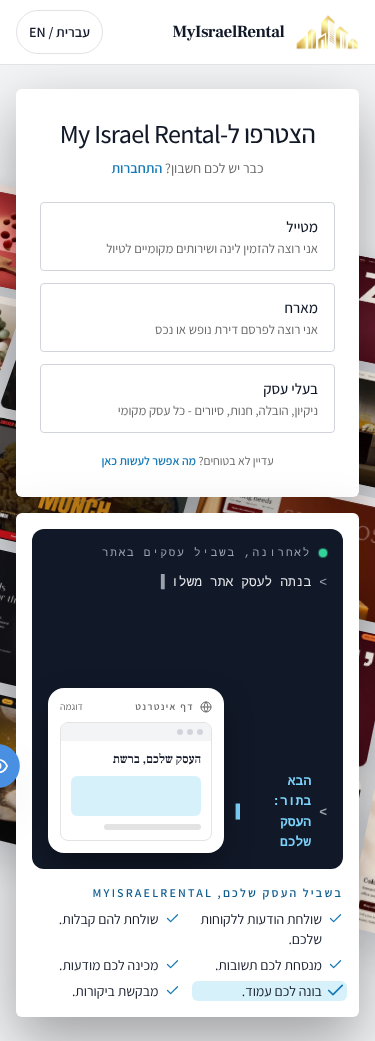 MyIsraelRental
עברית / EN
הצטרפו ל-My Israel Rental
כבר יש לכם חשבון? התחברות
מטייל
אני רוצה להזמין לינה ושירותים מקומיים לטיול
מארח
אני רוצה לפרסם דירת נופש או נכס
בעלי עסק
ניקיון, הובלה, חנות, סיורים - כל עסק מקומי
עדיין לא בטוחים? מה אפשר לעשות כאן
MUNCH
לאחרונה, בשביל עסקים באתר
> בנתה לעסק אתר משלו
דף אינטרנט
דוגמה
העסק שלכם, ברשת
> הבא
בתור:
העסק
שלכם
בשביל העסק שלכם, MYISRAELRENTAL
שולחת הודעות ללקוחות
שלכם.
שולחת להם קבלות.
מנסחת לכם תשובות.
מכינה לכם מודעות.
בונה לכם עמוד.
מבקשת ביקורות.